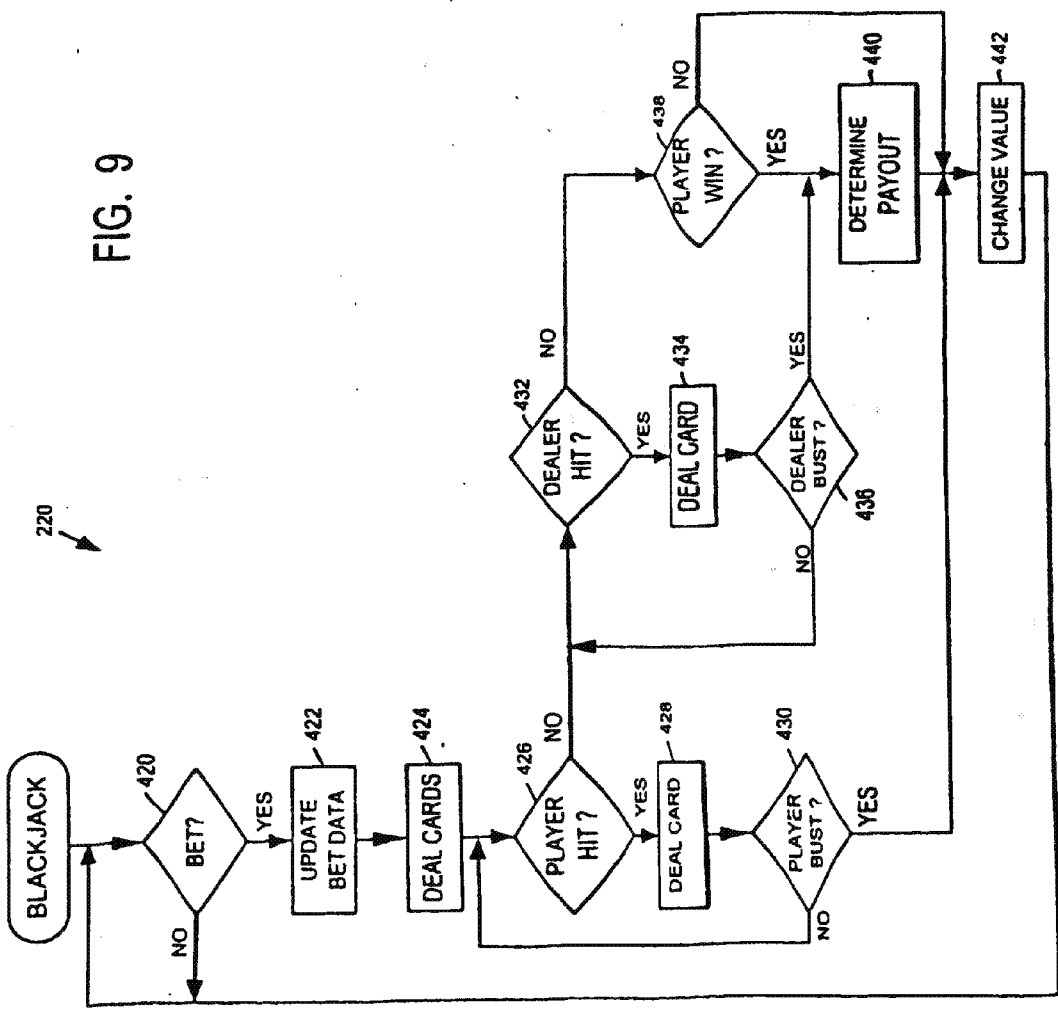 FIG. 9
220
BLACKJACK
420
BET?
NO
YES
422
UPDATE
BET DATA
424
DEAL CARDS
426
PLAYER
HIT ?
NO
YES
428
DEAL CARD
430
PLAYER
BUST ?
NO
YES
432
DEALER
HIT ?
NO
YES
434
DEAL CARD
DEALER
BUST ?
436
NO
YES
438
PLAYER
WIN ?
NO
YES
440
DETERMINE
PAYOUT
442
CHANGE VALUE